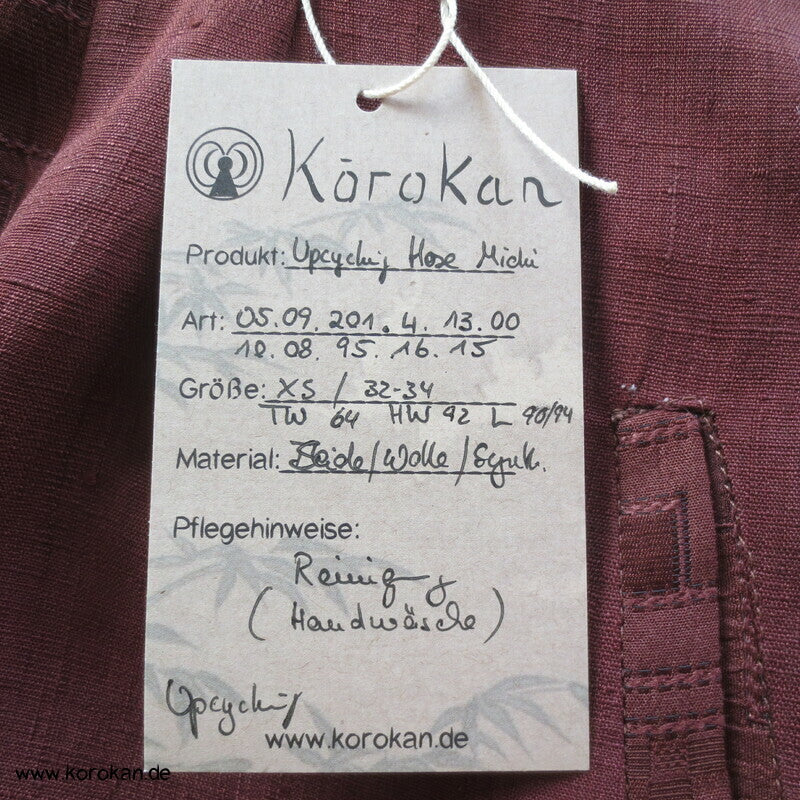 Kōrokan
Produkt: Upcycling Hose Michi
Art: 05.09.201.4.13.00
10.08.95.16.15
Größe: XS / 32-34
TW 64 HW 92 L 90/94
Material: Seide/Wolle/Synth.
Pflegehinweise:
Reinigung
(Handwäsche)
Upcycling
www.korokan.de
www.korokan.de